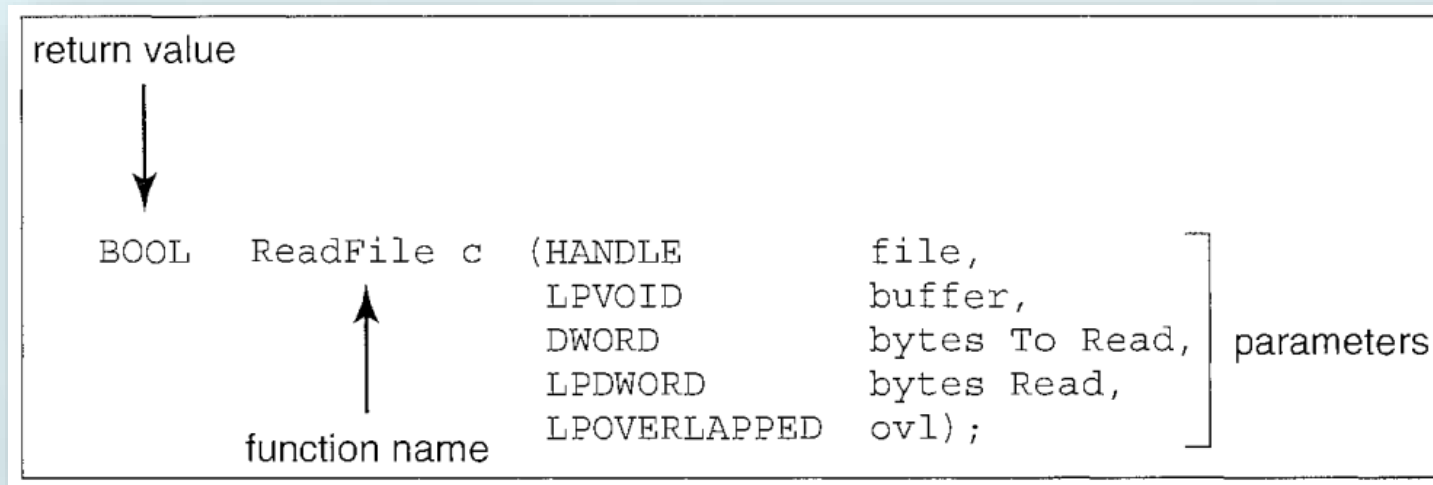 return value
BOOL ReadFile c (HANDLE file,
LPVOID buffer,
DWORD bytes To Read,
LPDWORD bytes Read,
LPOVERLAPPED ovl);
parameters
function name